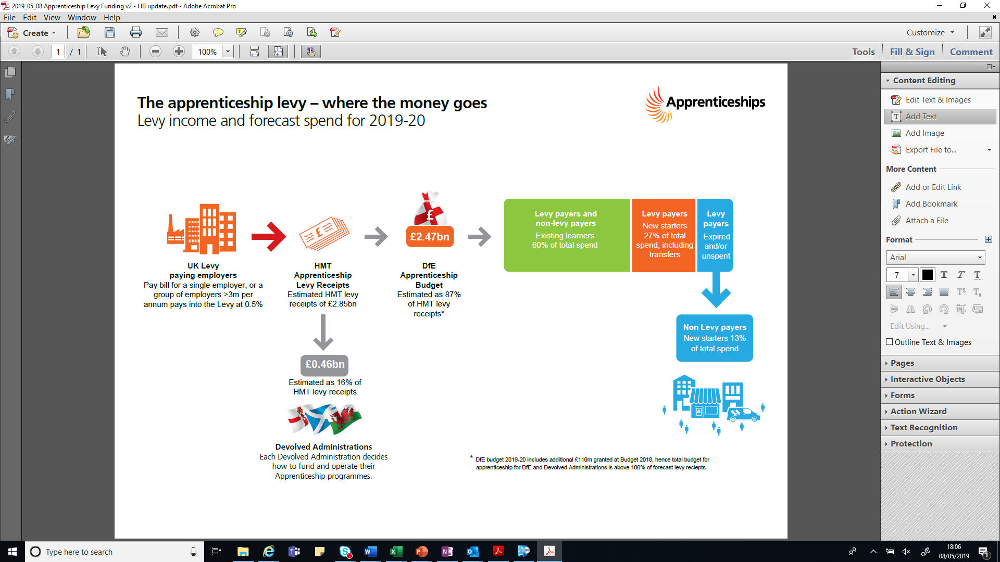 2019_05_08 Apprenticeship Levy Funding v2 - HB update.pdf - Adobe Acrobat Pro
File Edit View Window Help
Create
Customize
1 / 1
100%
Tools
Fill & Sign
Comment
The apprenticeship levy – where the money goes
Levy income and forecast spend for 2019-20
Apprenticeships
UK Levy
paying employers
Pay bill for a single employer, or a
group of employers >3m per
annum pays into the Levy at 0.5%
£
HMT
Apprenticeship
Levy Receipts
Estimated HMT levy
receipts of £2.85bn
£
£2.47bn
DfE
Apprenticeship
Budget
Estimated as 87%
of HMT levy
receipts*
Levy payers and
non-levy payers
Existing learners
60% of total spend
Levy payers
New starters
27% of total
spend, including
transfers
Levy
payers
Expired
and/or
unspent
Non Levy payers
New starters 13%
of total spend
£0.46bn
Estimated as 16% of
HMT levy receipts
Devolved Administrations
Each Devolved Administration decides
how to fund and operate their
Apprenticeship programmes.
* DfE budget 2019-20 includes additional £110m granted at Budget 2018, hence total budget for
apprenticeship for DfE and Devolved Administrations is above 100% of forecast levy reciepts
Content Editing
Edit Text & Images
Add Text
Add Image
Export File to...
More Content
Add or Edit Link
Add Bookmark
Attach a File
Format
Arial
7
Edit Using...
Outline Text & Images
Pages
Interactive Objects
Forms
Action Wizard
Text Recognition
Protection
Type here to search
18:06
08/05/2019
1